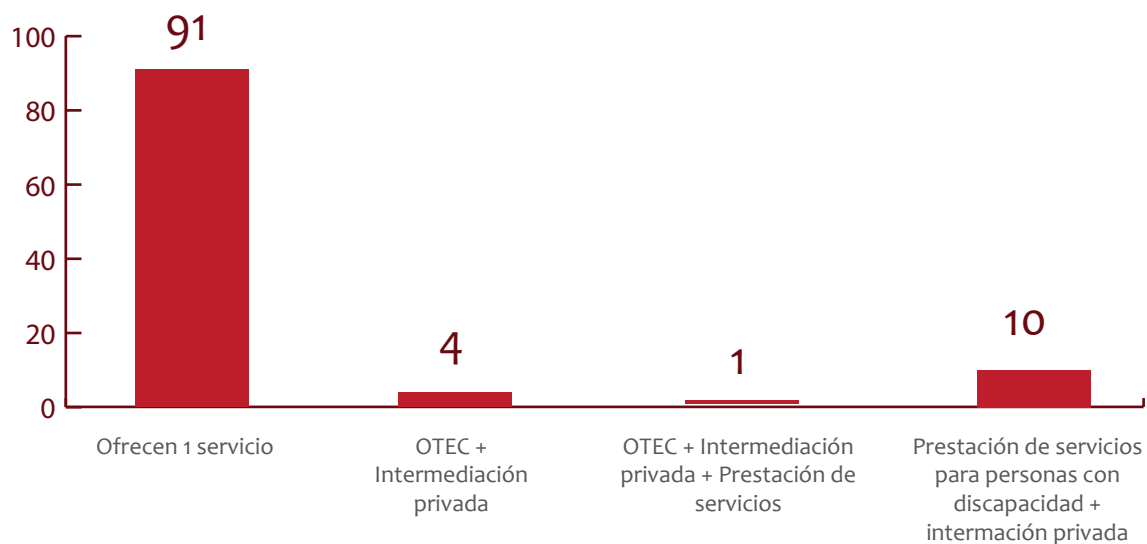 91
4
1
10
100
80
60
40
20
0
Ofrecen 1 servicio
OTEC +
Intermediación
privada
OTEC + Intermediación
privada + Prestación de
servicios
Prestación de servicios
para personas con
discapacidad +
intermación privada